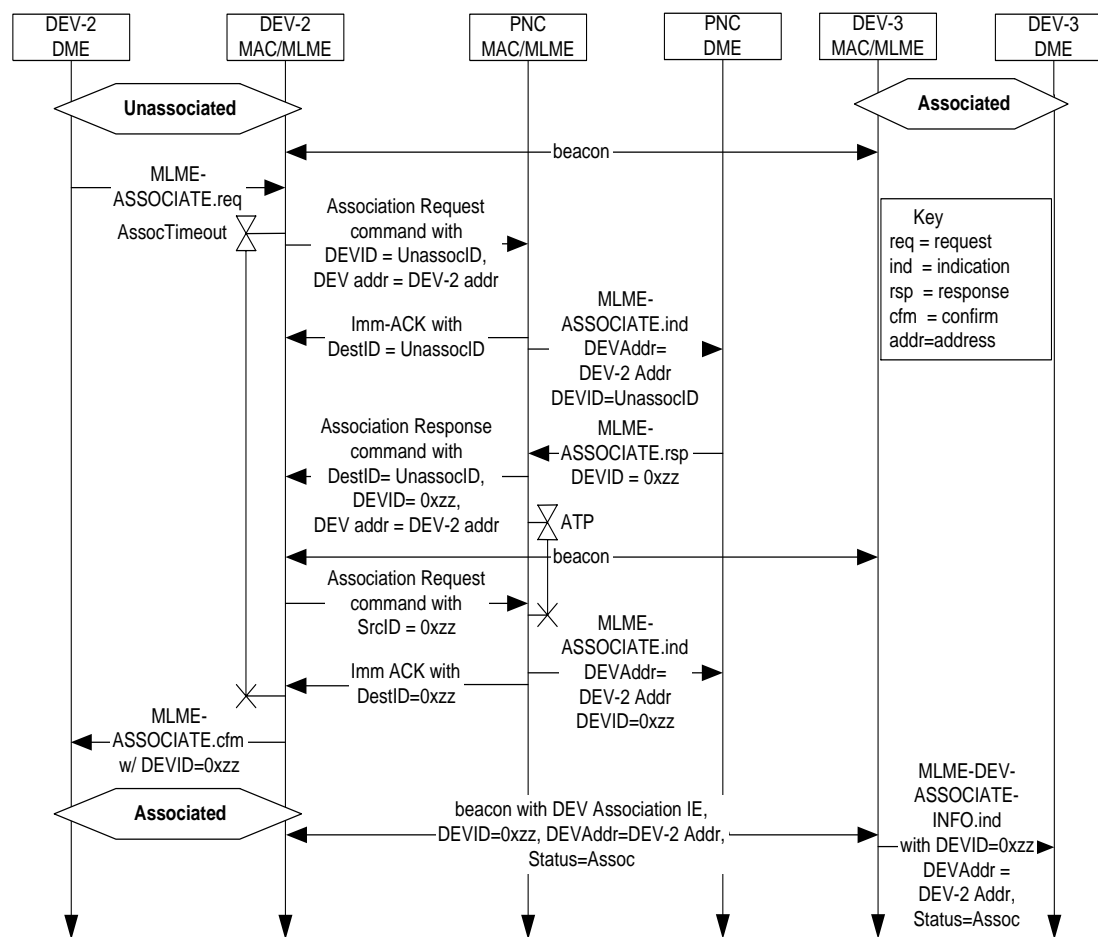 DEV-2
DME
DEV-2
MAC/MLME
PNC
MAC/MLME
PNC
DME
DEV-3
MAC/MLME
DEV-3
DME
Unassociated
Associated
beacon
MLME-
ASSOCIATE.req
AssocTimeout
Association Request
command with
DEVID = UnassocID,
DEV addr = DEV-2 addr
Key
req = request
ind = indication
rsp = response
cfm = confirm
addr=address
Imm-ACK with
DestID = UnassocID
MLME-
ASSOCIATE.ind
DEVAddr=
DEV-2 Addr
DEVID=UnassocID
Association Response
command with
DestID= UnassocID,
DEVID= 0xzz,
DEV addr = DEV-2 addr
MLME-
ASSOCIATE.rsp
DEVID = 0xzz
ATP
beacon
Association Request
command with
SrcID = 0xzz
MLME-
ASSOCIATE.ind
DEVAddr=
DEV-2 Addr
DEVID=0xzz
Imm ACK with
DestID=0xzz
MLME-
ASSOCIATE.cfm
w/ DEVID=0xzz
Associated
beacon with DEV Association IE,
DEVID=0xzz, DEVAddr=DEV-2 Addr,
Status=Assoc
MLME-DEV-
ASSOCIATE-
INFO.ind
with DEVID=0xzz
DEVAddr =
DEV-2 Addr,
Status=Assoc